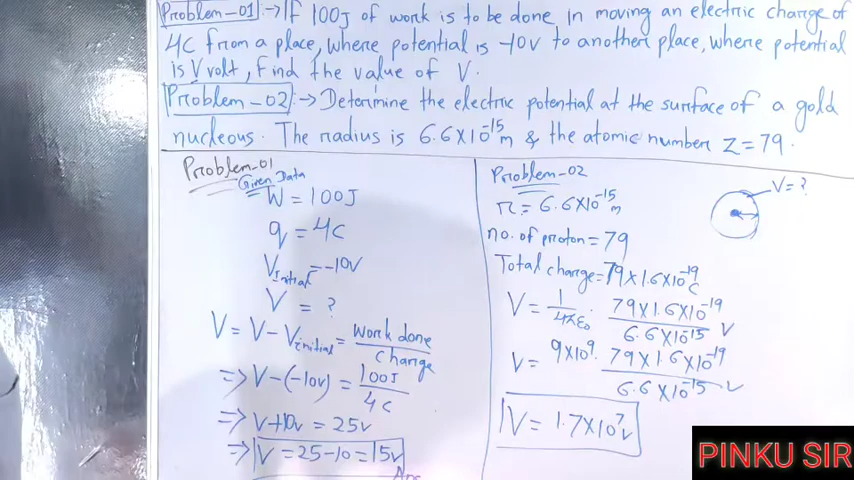 Problem-01 :→ If 100J of work is to be done in moving an electric charge of
4C from a place, where potential is -10v to another place, where potential
is V volt, find the value of V.
Problem-02 :→ Determine the electric potential at the surface of a gold
nucleous. The radius is 6.6×10⁻¹⁵m & the atomic number Z=79.
Problem-01
Given Data
W = 100J
q = 4C
V_initial = -10V
V = ?
V = V - V_initial = Work done / Charge
⇒ V-(-10v) = 100J / 4C
⇒ V+10v = 25v
⇒ V = 25-10 = 15v
Ans
Problem-02
r = 6.6×10⁻¹⁵m
no. of proton = 79
Total charge = 79×1.6×10⁻¹⁹C
V = 1/4πε₀ · 79×1.6×10⁻¹⁹ / 6.6×10⁻¹⁵ V
V = 9×10⁹ · 79×1.6×10⁻¹⁹ / 6.6×10⁻¹⁵ V
V = 1.7×10⁷v
V = ?
PINKU SIR